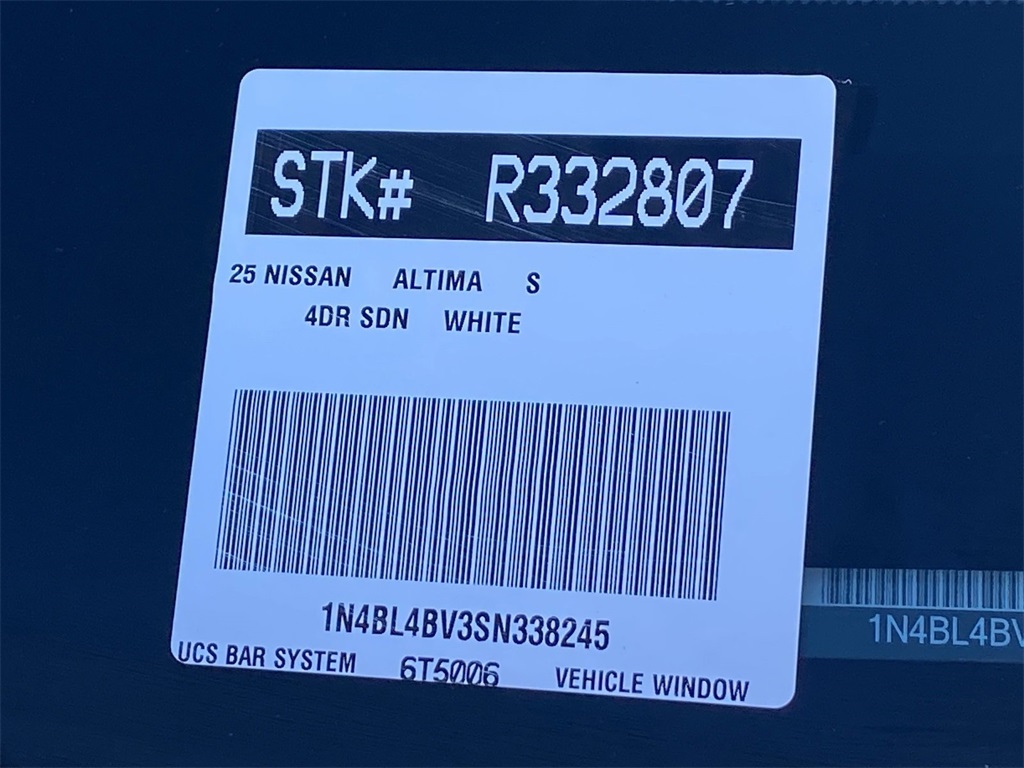 STK# R332807
25 NISSAN ALTIMA S
4DR SDN WHITE
1N4BL4BV3SN338245
UCS BAR SYSTEM 6T5006 VEHICLE WINDOW
1N4BL4BV